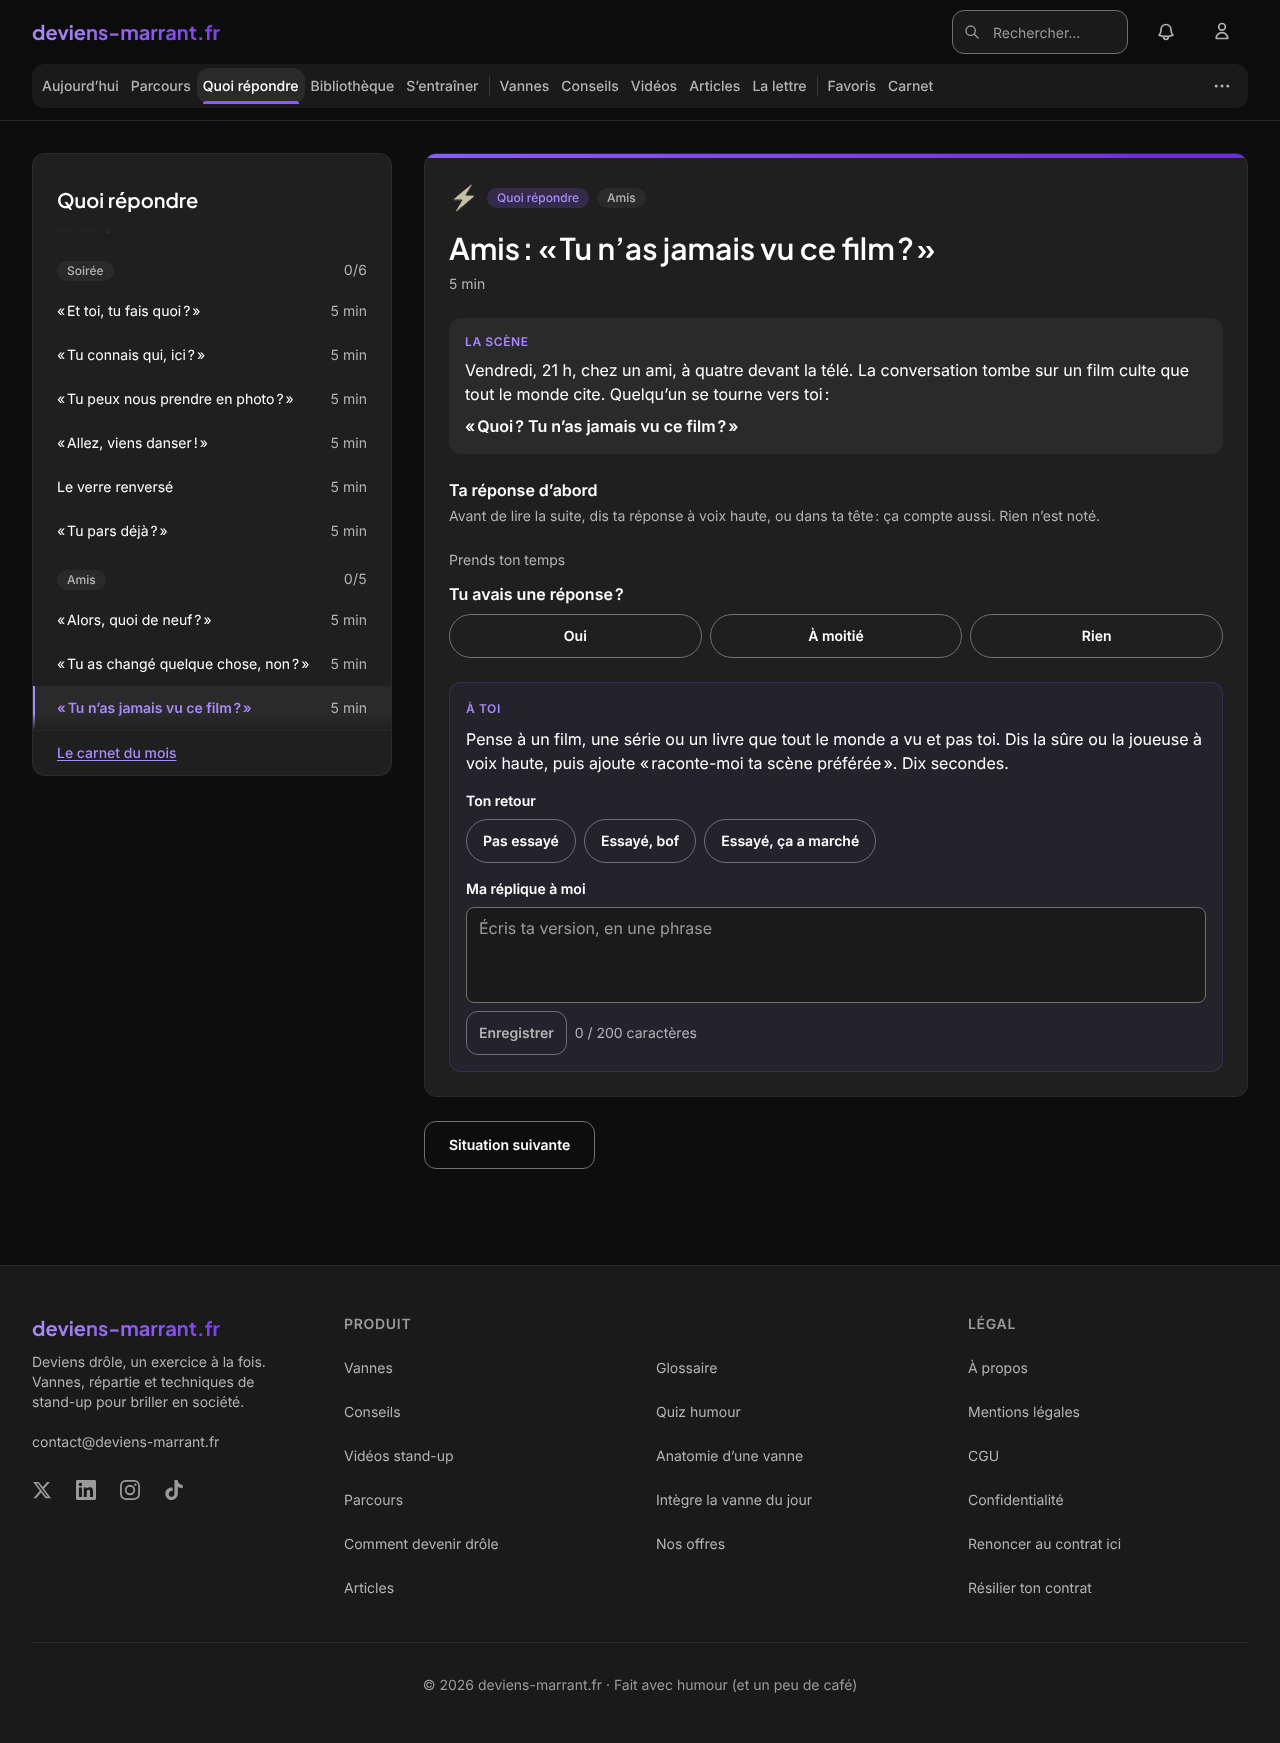 deviens-marrant.fr
Rechercher...
Aujourd’hui Parcours Quoi répondre Bibliothèque S’entraîner Vannes Conseils Vidéos Articles La lettre Favoris Carnet
Quoi répondre
Soirée 0/6
« Et toi, tu fais quoi ? » 5 min
« Tu connais qui, ici ? » 5 min
« Tu peux nous prendre en photo ? » 5 min
« Allez, viens danser ! » 5 min
Le verre renversé 5 min
« Tu pars déjà ? » 5 min
Amis 0/5
« Alors, quoi de neuf ? » 5 min
« Tu as changé quelque chose, non ? » 5 min
« Tu n’as jamais vu ce film ? » 5 min
Le carnet du mois
Quoi répondre Amis
Amis : « Tu n’as jamais vu ce film ? »
5 min
LA SCÈNE
Vendredi, 21 h, chez un ami, à quatre devant la télé. La conversation tombe sur un film culte que
tout le monde cite. Quelqu’un se tourne vers toi :
« Quoi ? Tu n’as jamais vu ce film ? »
Ta réponse d’abord
Avant de lire la suite, dis ta réponse à voix haute, ou dans ta tête : ça compte aussi. Rien n’est noté.
Prends ton temps
Tu avais une réponse ?
Oui À moitié Rien
À TOI
Pense à un film, une série ou un livre que tout le monde a vu et pas toi. Dis la sûre ou la joueuse à
voix haute, puis ajoute « raconte-moi ta scène préférée ». Dix secondes.
Ton retour
Pas essayé Essayé, bof Essayé, ça a marché
Ma réplique à moi
Écris ta version, en une phrase
Enregistrer 0 / 200 caractères
Situation suivante
deviens-marrant.fr
Deviens drôle, un exercice à la fois.
Vannes, répartie et techniques de
stand-up pour briller en société.
contact@deviens-marrant.fr
PRODUIT
Vannes
Conseils
Vidéos stand-up
Parcours
Comment devenir drôle
Articles
Glossaire
Quiz humour
Anatomie d’une vanne
Intègre la vanne du jour
Nos offres
LÉGAL
À propos
Mentions légales
CGU
Confidentialité
Renoncer au contrat ici
Résilier ton contrat
© 2026 deviens-marrant.fr · Fait avec humour (et un peu de café)